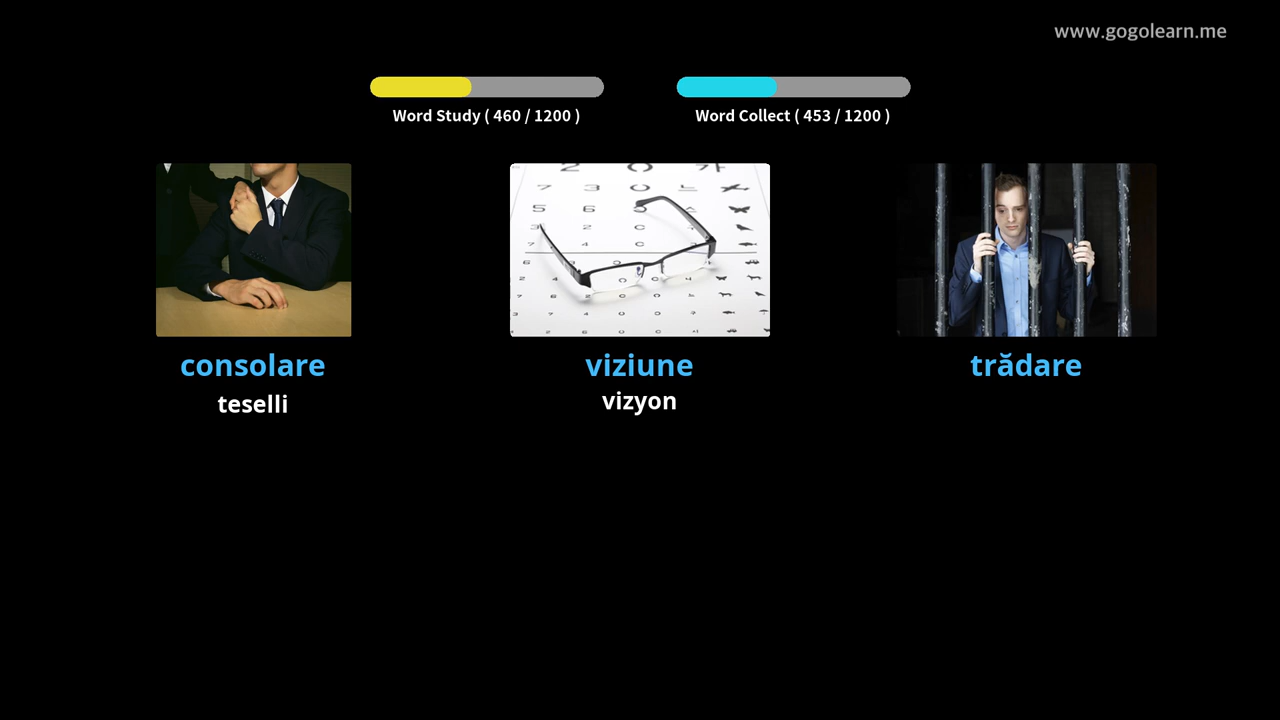 www.gogolearn.me
Word Study ( 460 / 1200 )
Word Collect ( 453 / 1200 )
consolare
teselli
viziune
vizyon
trădare